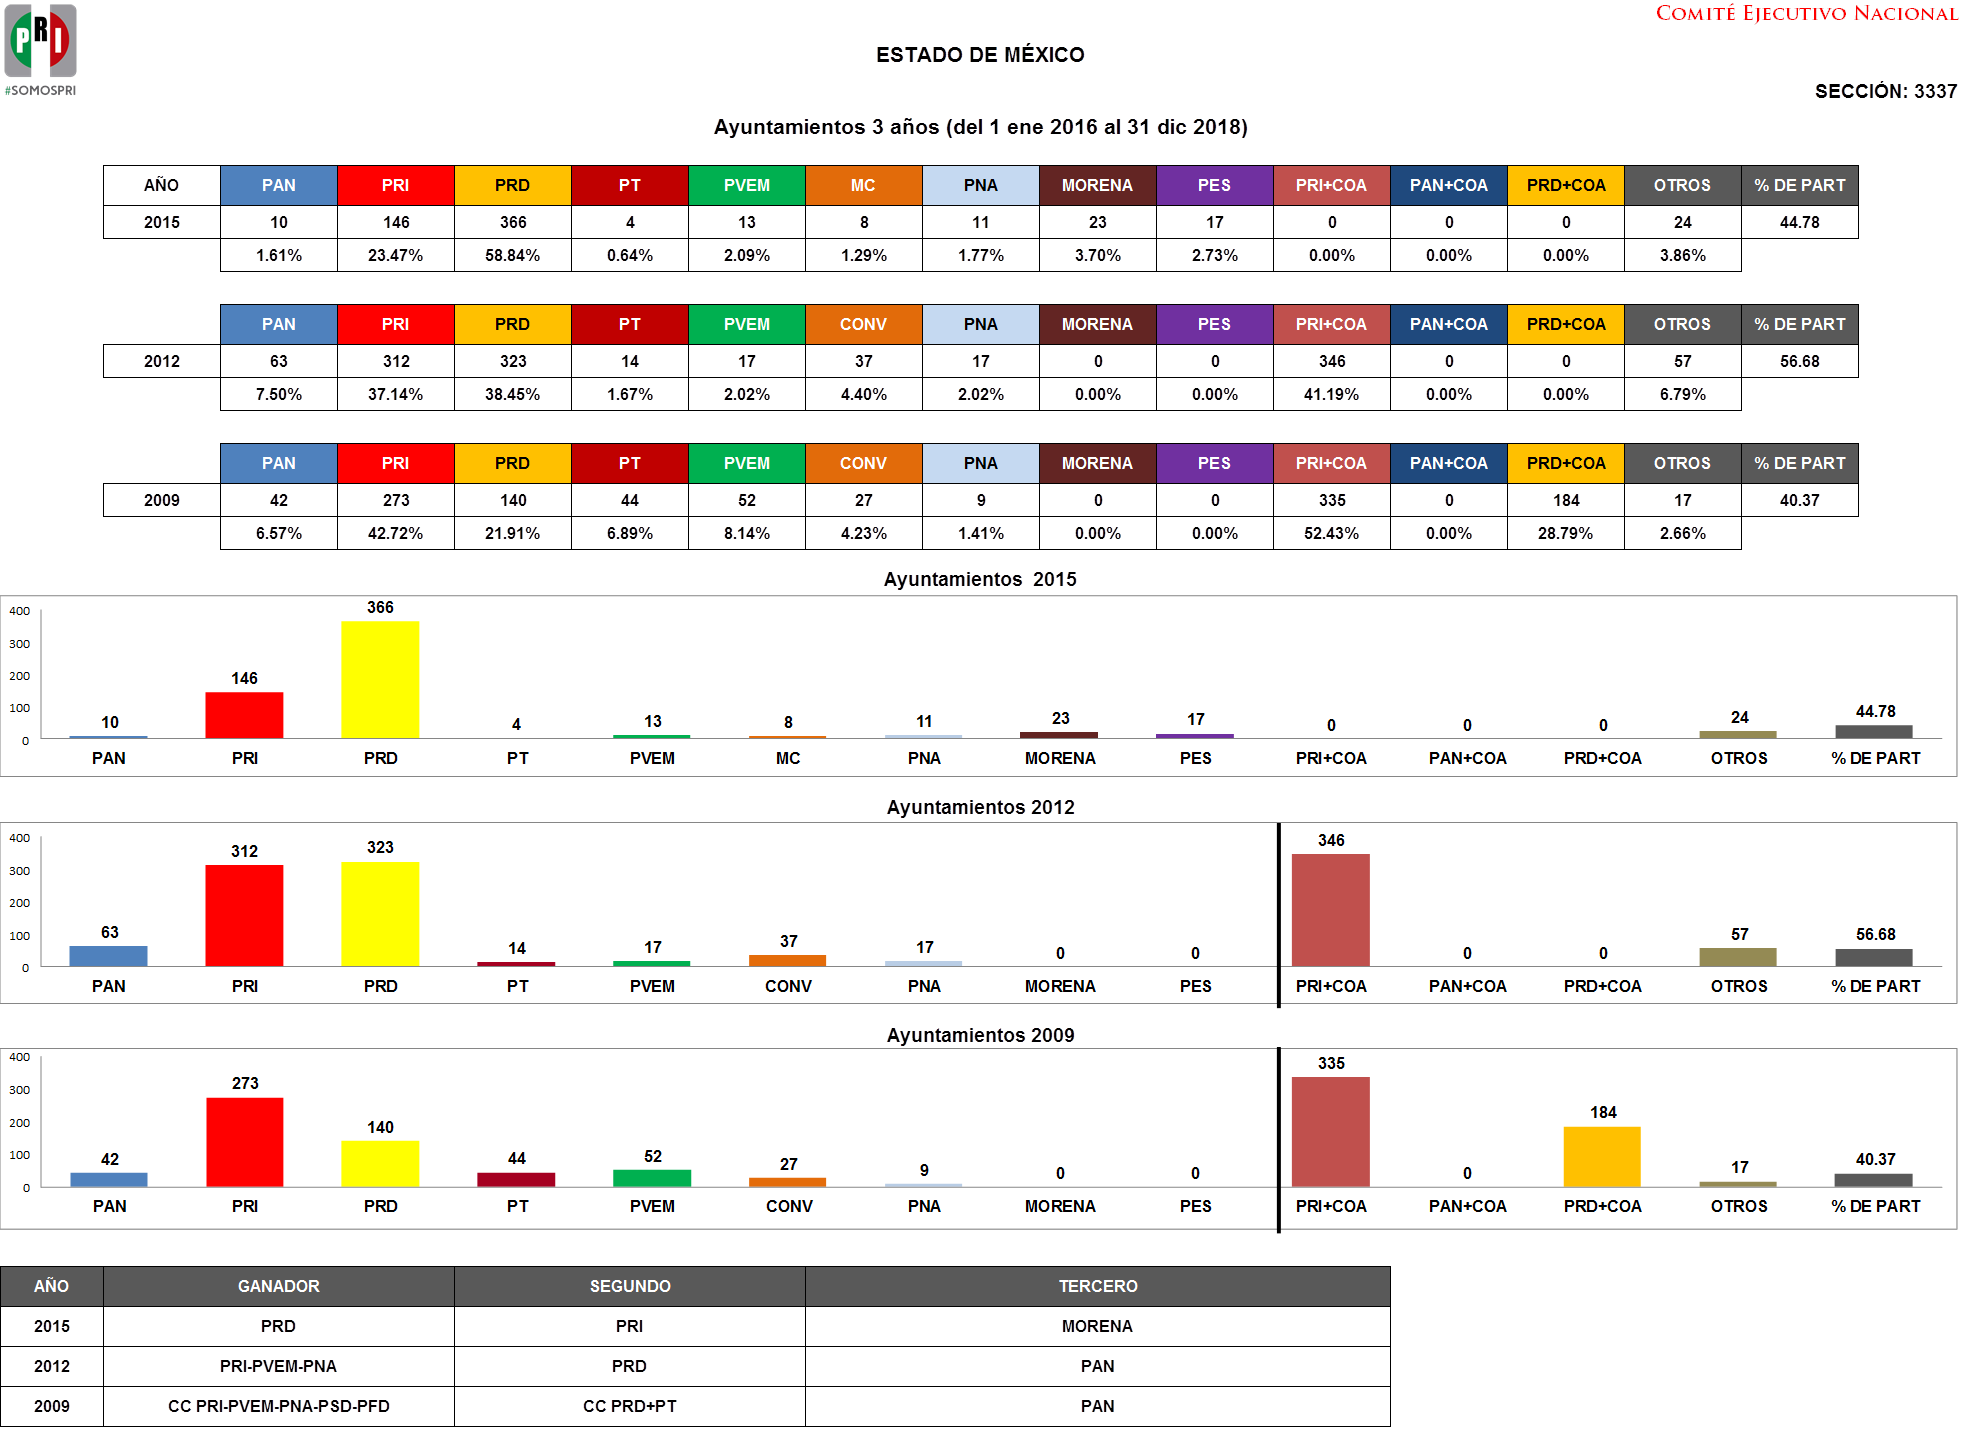 PRI
#SOMOSPRI
COMITÉ EJECUTIVO NACIONAL
ESTADO DE MÉXICO
SECCIÓN: 3337
Ayuntamientos 3 años (del 1 ene 2016 al 31 dic 2018)
AÑO PAN PRI PRD PT PVEM MC PNA MORENA PES PRI+COA PAN+COA PRD+COA OTROS % DE PART
2015 10 146 366 4 13 8 11 23 17 0 0 0 24 44.78
1.61% 23.47% 58.84% 0.64% 2.09% 1.29% 1.77% 3.70% 2.73% 0.00% 0.00% 0.00% 3.86%
PAN PRI PRD PT PVEM CONV PNA MORENA PES PRI+COA PAN+COA PRD+COA OTROS % DE PART
2012 63 312 323 14 17 37 17 0 0 346 0 0 57 56.68
7.50% 37.14% 38.45% 1.67% 2.02% 4.40% 2.02% 0.00% 0.00% 41.19% 0.00% 0.00% 6.79%
PAN PRI PRD PT PVEM CONV PNA MORENA PES PRI+COA PAN+COA PRD+COA OTROS % DE PART
2009 42 273 140 44 52 27 9 0 0 335 0 184 17 40.37
6.57% 42.72% 21.91% 6.89% 8.14% 4.23% 1.41% 0.00% 0.00% 52.43% 0.00% 28.79% 2.66%
Ayuntamientos 2015
400
300
200
100
0
10 146 366 4 13 8 11 23 17 0 0 0 24 44.78
PAN PRI PRD PT PVEM MC PNA MORENA PES PRI+COA PAN+COA PRD+COA OTROS % DE PART
Ayuntamientos 2012
400
300
200
100
0
63 312 323 14 17 37 17 0 0 346 0 0 57 56.68
PAN PRI PRD PT PVEM CONV PNA MORENA PES PRI+COA PAN+COA PRD+COA OTROS % DE PART
Ayuntamientos 2009
400
300
200
100
0
42 273 140 44 52 27 9 0 0 335 0 184 17 40.37
PAN PRI PRD PT PVEM CONV PNA MORENA PES PRI+COA PAN+COA PRD+COA OTROS % DE PART
AÑO GANADOR SEGUNDO TERCERO
2015 PRD PRI MORENA
2012 PRI-PVEM-PNA PRD PAN
2009 CC PRI-PVEM-PNA-PSD-PFD CC PRD+PT PAN